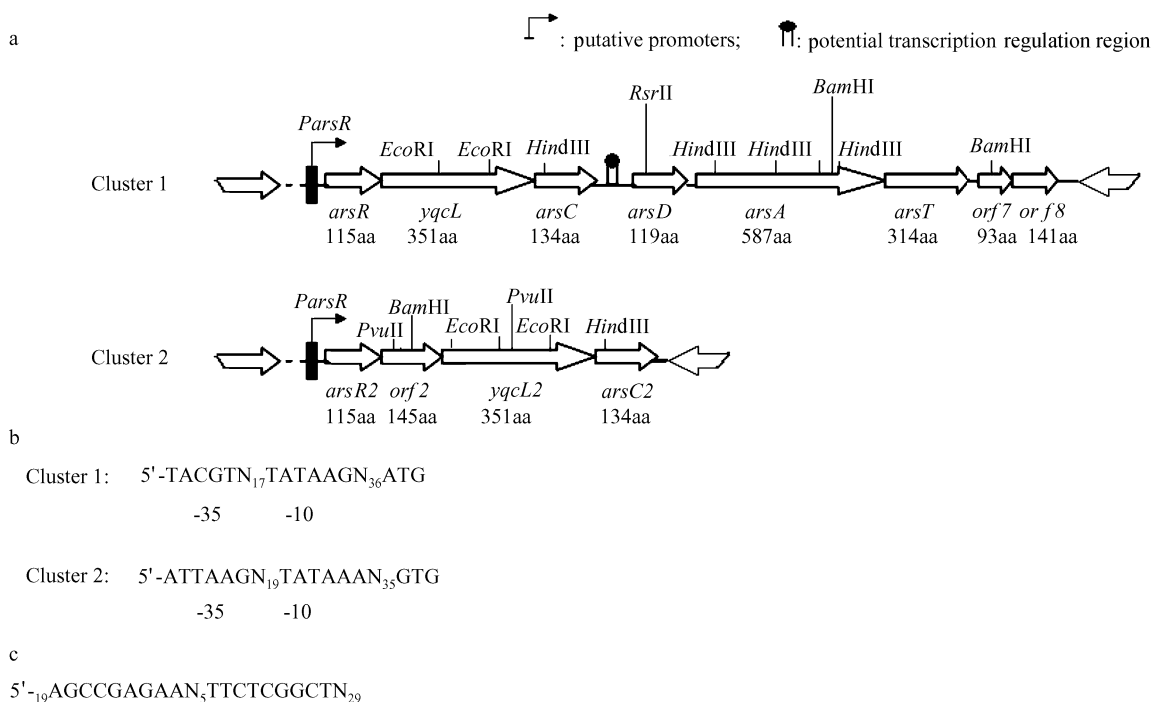 a
: putative promoters; : potential transcription regulation region
RsrII
BamHI
ParsR
EcoRI EcoRI HindIII HindIII HindIII HindIII BamHI
Cluster 1
arsR yqcL arsC arsD arsA arsT orf7 orf8
115aa 351aa 134aa 119aa 587aa 314aa 93aa 141aa
ParsR PvuII
PvuII BamHI EcoRI EcoRI HindIII
Cluster 2
arsR2 orf2 yqcL2 arsC2
115aa 145aa 351aa 134aa
b
Cluster 1: 5'-TACGTN17TATAAGN36ATG
-35 -10
Cluster 2: 5'-ATTAAGN19TATAAAN35GTG
-35 -10
c
5'-19AGCCGAGAAN5TTCTCGGCTN29